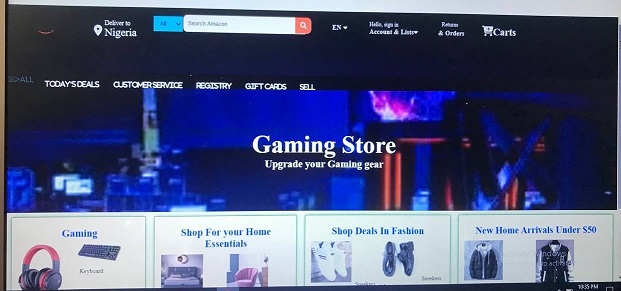 Deliver to
Nigeria
All
Search Amazon
EN
Hello, sign in
Account & Lists
Returns
& Orders
Carts
ALL
TODAY'S DEALS
CUSTOMER SERVICE
REGISTRY
GIFT CARDS
SELL
Gaming Store
Upgrade your Gaming gear
Gaming
Keyboard
Shop For your Home
Essentials
Shop Deals In Fashion
Sneakers
Sneakers
New Home Arrivals Under $50
10:35 PM